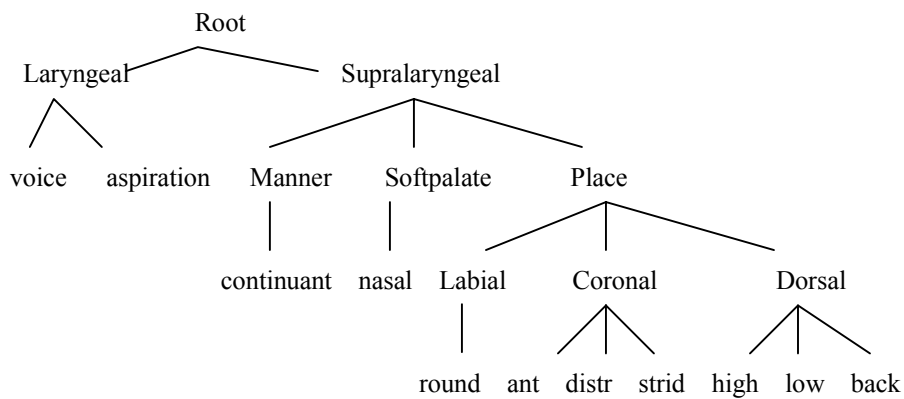 Root
Laryngeal Supralaryngeal
voice aspiration Manner Softpalate Place
continuant nasal Labial Coronal Dorsal
round ant distr strid high low back